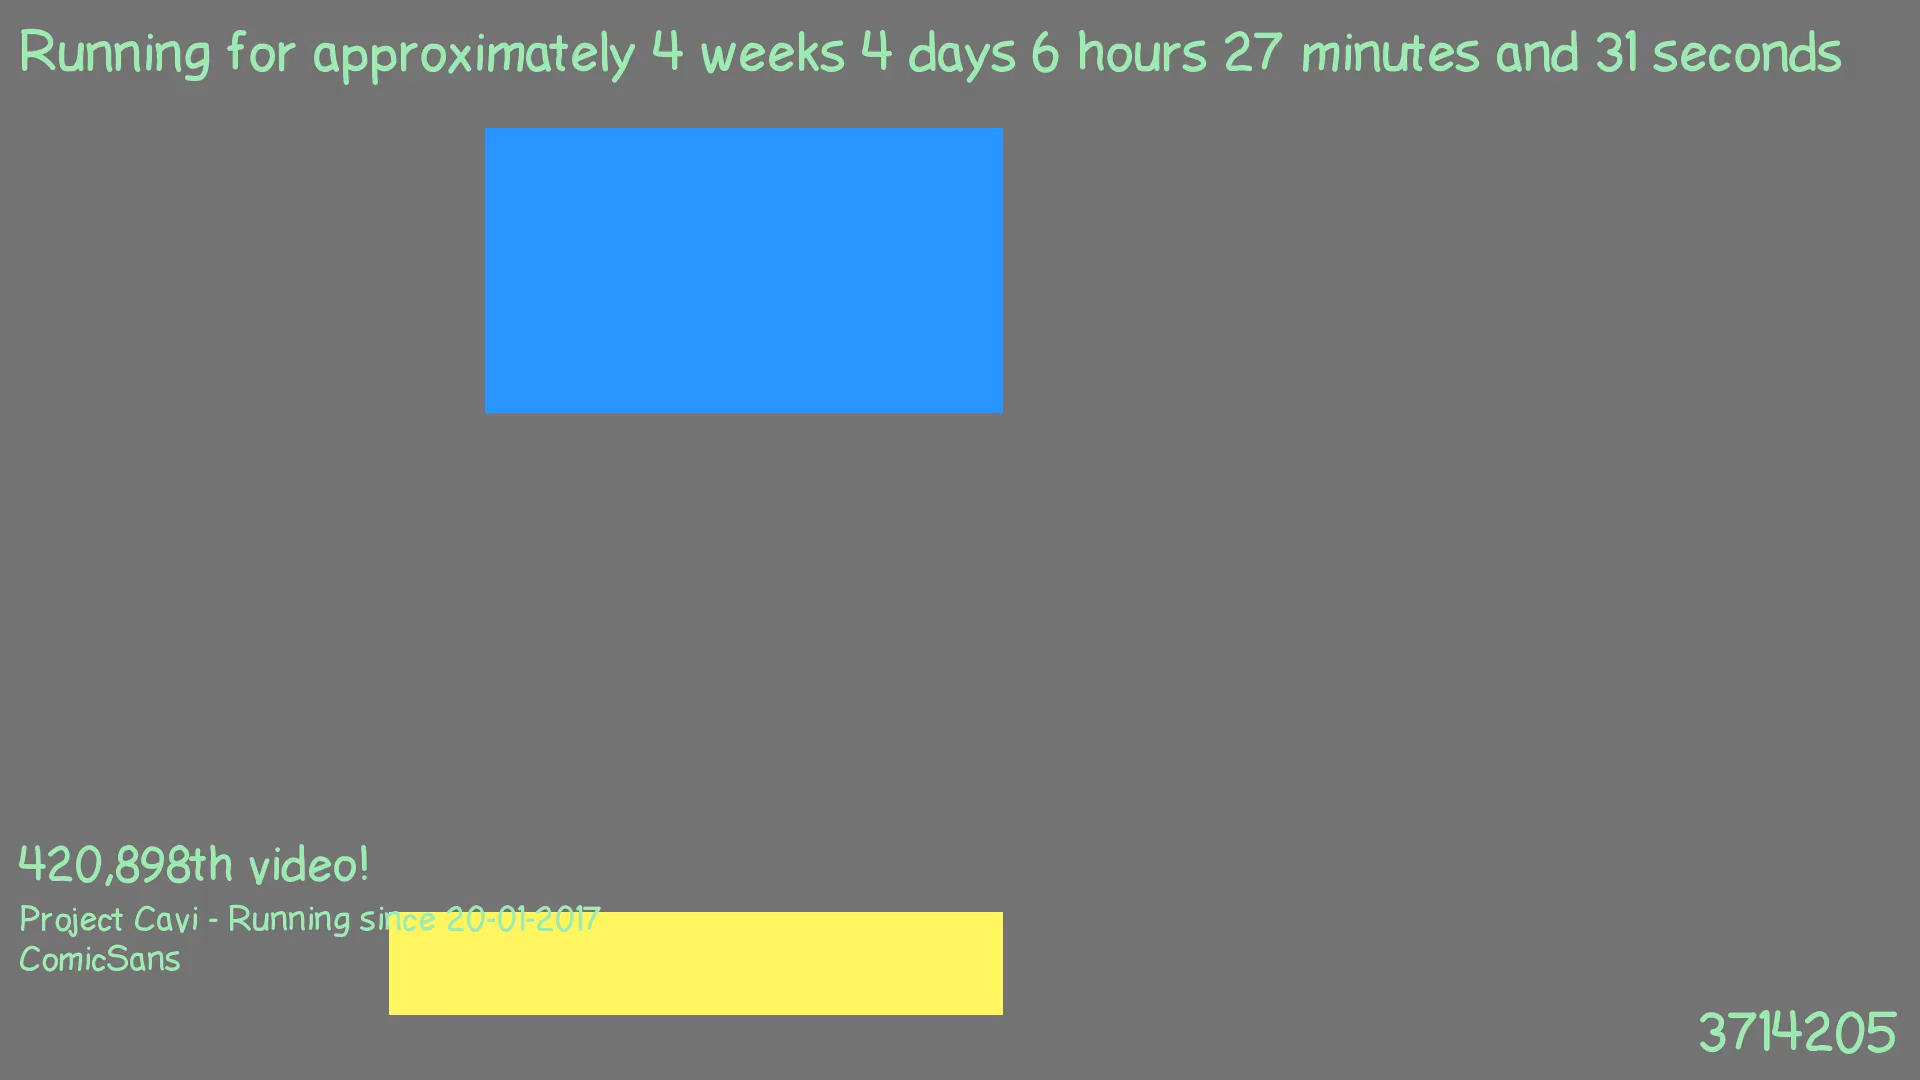 Running for approximately 4 weeks 4 days 6 hours 27 minutes and 31 seconds
420,898th video!
Project Cavi - Running since 20-01-2017
ComicSans
3714205